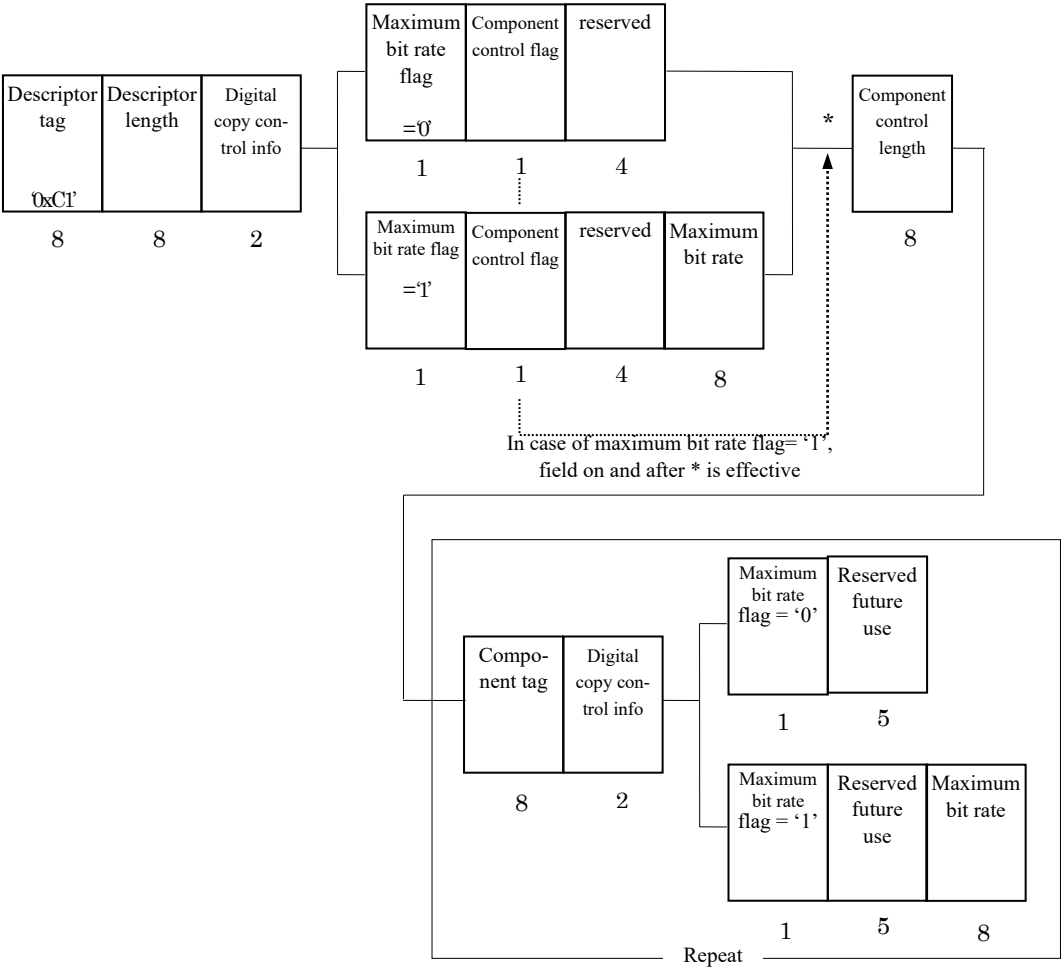 Descriptor
tag
‘0xC1’
8
Descriptor
length
8
Digital
copy con-
trol info
2
Maximum
bit rate
flag
=‘0’
1
Component
control flag
1
reserved
4
Maximum
bit rate flag
=‘1’
1
Component
control flag
1
reserved
4
Maximum
bit rate
8
*
Component
control
length
8
In case of maximum bit rate flag= ‘1’,
field on and after * is effective
Compo-
nent tag
8
Digital
copy con-
trol info
2
Maximum
bit rate
flag = ‘0’
1
Reserved
future
use
5
Maximum
bit rate
flag = ‘1’
1
Reserved
future
use
5
Maximum
bit rate
8
Repeat